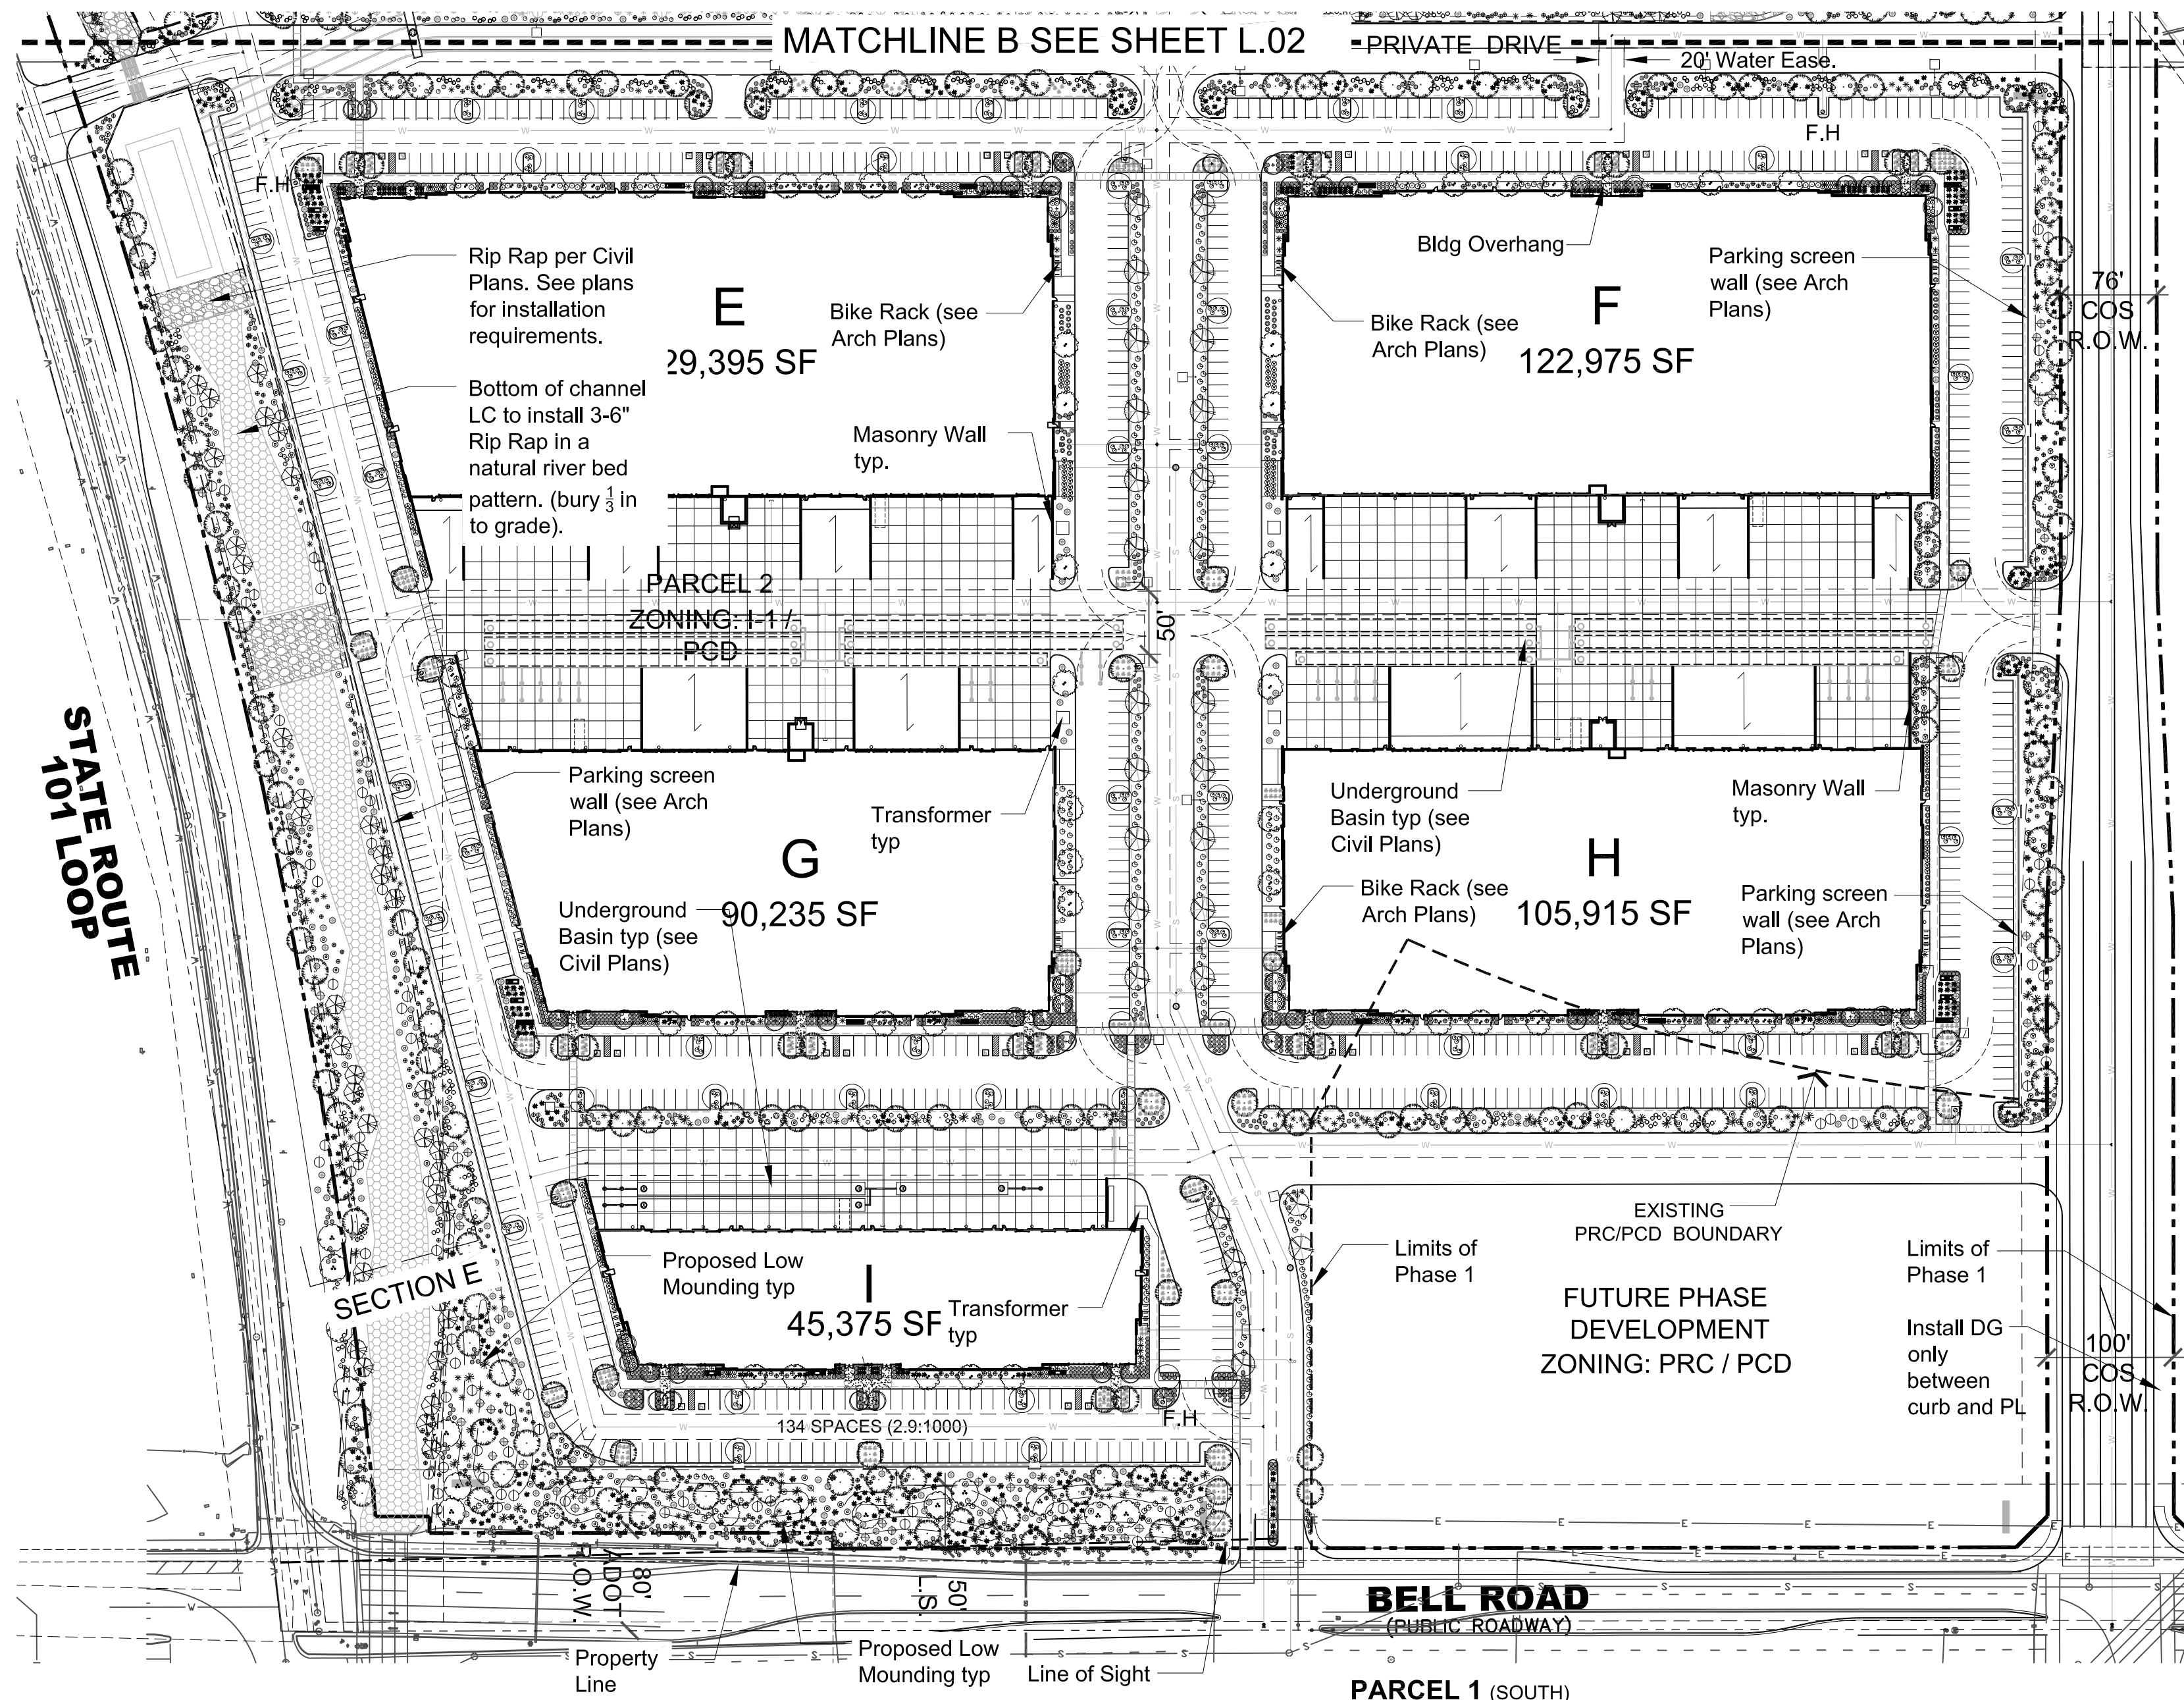 MATCHLINE B SEE SHEET L.02
PRIVATE DRIVE
20' Water Ease.
F.H
F.H
Rip Rap per Civil
Plans. See plans
for installation
requirements.
E
29,395 SF
Bike Rack (see
Arch Plans)
Bldg Overhang
Parking screen
wall (see Arch
Plans)
F
122,975 SF
Bike Rack (see
Arch Plans)
76'
COS
R.O.W.
Bottom of channel
LC to install 3-6"
Rip Rap in a
natural river bed
pattern. (bury 1/3 in
to grade).
Masonry Wall
typ.
PARCEL 2
ZONING: I-1 /
PCD
50'
STATE ROUTE
101 LOOP
Parking screen
wall (see Arch
Plans)
Transformer
typ
G
90,235 SF
Underground
Basin typ (see
Civil Plans)
Underground
Basin typ (see
Civil Plans)
Masonry Wall
typ.
H
105,915 SF
Bike Rack (see
Arch Plans)
Parking screen
wall (see Arch
Plans)
EXISTING
PRC/PCD BOUNDARY
SECTION E
Proposed Low
Mounding typ
I
45,375 SF
Transformer
typ
Limits of
Phase 1
FUTURE PHASE
DEVELOPMENT
ZONING: PRC / PCD
Limits of
Phase 1
Install DG
only
between
curb and PL
100'
COS
R.O.W.
134 SPACES (2.9:1000)
F.H
80'
ADOT
R.O.W.
50'
L.S.
BELL ROAD
(PUBLIC ROADWAY)
Property
Line
Proposed Low
Mounding typ
Line of Sight
PARCEL 1 (SOUTH)